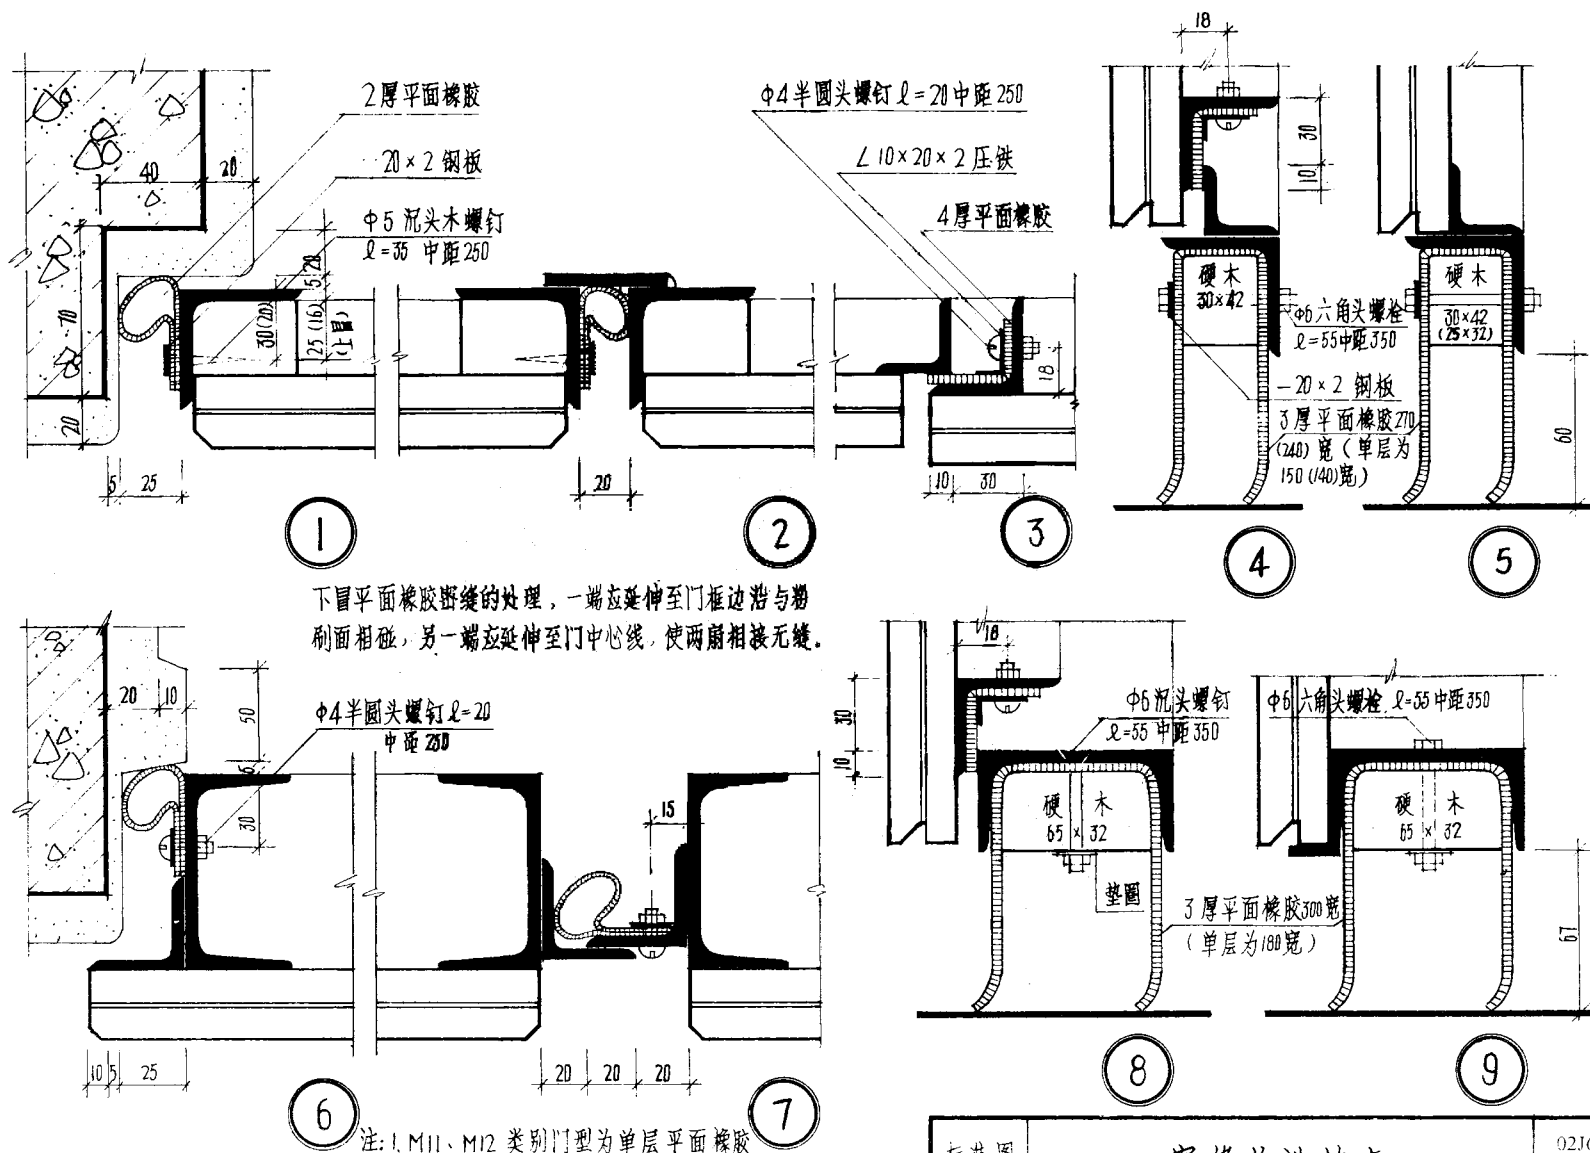 2厚平面橡胶
20×2 钢板
Φ5 沉头木螺钉
ℓ=35 中距250
40
20
70
20
5
20
30(20)
25(16)
(上冒)
5
25
20
①
②
Φ4半圆头螺钉 ℓ=20中距250
∠10×20×2压铁
4厚平面橡胶
18
10
30
③
18
30
10
硬木
30×42
Φ6六角头螺栓
ℓ=55中距350
—20×2 钢板
3厚平面橡胶270
(240)宽(单层为
150(140)宽)
④
硬木
30×42
(25×32)
60
⑤
下冒平面橡胶密缝的处理,一端应延伸至门框边沿与粉
刷面相碰,另一端应延伸至门中心线,使两扇相接无缝。
20
10
50
5
30
Φ4半圆头螺钉ℓ=20
中距250
15
10
5
25
20
20
20
⑥
⑦
18
30
10
Φ6沉头螺钉
ℓ=55中距350
硬 木
65×32
垫圈
3厚平面橡胶300宽
(单层为180宽)
⑧
Φ6六角头螺栓 ℓ=55中距350
硬 木
65×32
67
⑨
注:1.M11、M12类别门型为单层平面橡胶